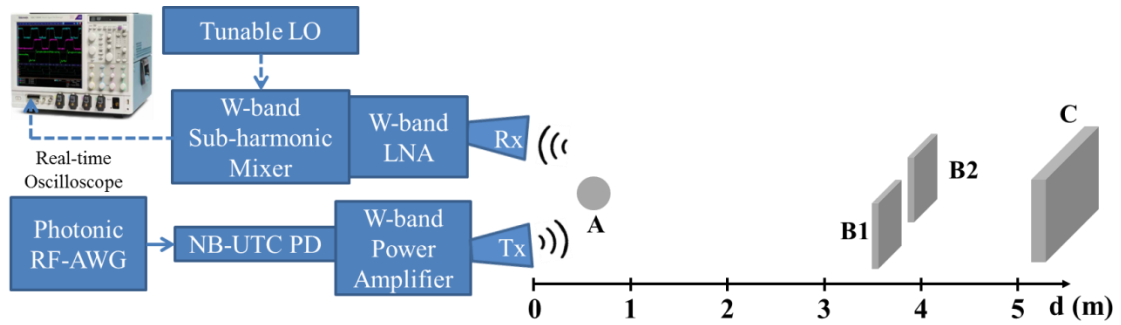 Tunable LO
W-band
Sub-harmonic
Mixer
W-band
LNA
Rx
Real-time
Oscilloscope
Photonic
RF-AWG
NB-UTC PD
W-band
Power
Amplifier
Tx
A
B1
B2
C
0 1 2 3 4 5 d (m)